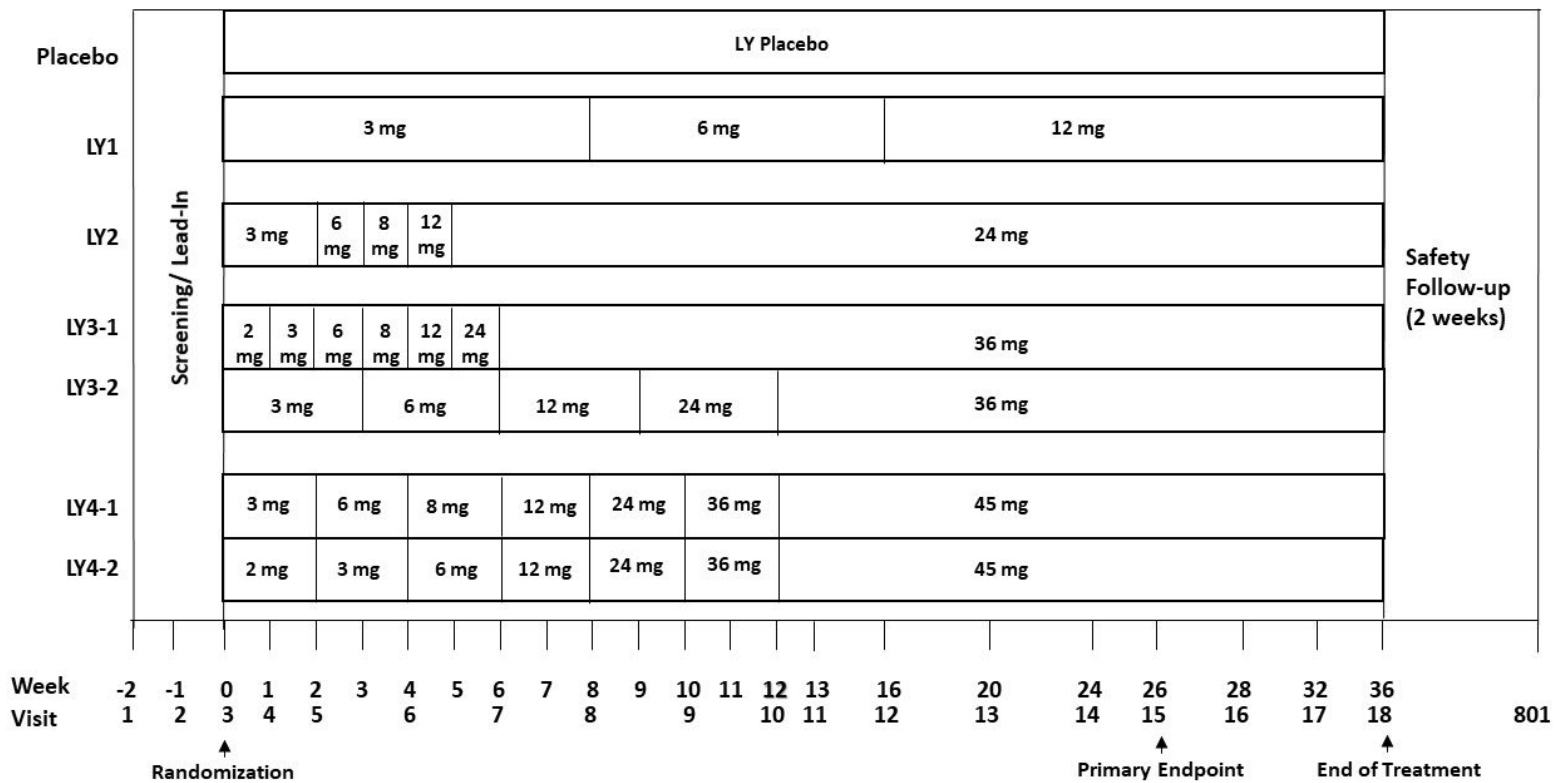 Placebo
LY Placebo
LY1
3 mg
6 mg
12 mg
LY2
3 mg
6
mg
8
mg
12
mg
24 mg
Screening/ Lead-In
Safety
Follow-up
(2 weeks)
LY3-1
2
mg
3
mg
6
mg
8
mg
12
mg
24
mg
36 mg
LY3-2
3 mg
6 mg
12 mg
24 mg
36 mg
LY4-1
3 mg
6 mg
8 mg
12 mg
24 mg
36 mg
45 mg
LY4-2
2 mg
3 mg
6 mg
12 mg
24 mg
36 mg
45 mg
Week -2 -1 0 1 2 3 4 5 6 7 8 9 10 11 12 13 16 20 24 26 28 32 36
Visit 1 2 3 4 5 6 7 8 9 10 11 12 13 14 15 16 17 18 801
Randomization
Primary Endpoint
End of Treatment